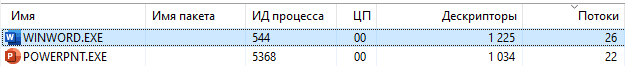 Имя Имя пакета ИД процесса ЦП Дескрипторы Потоки
WINWORD.EXE 544 00 1 225 26
POWERPNT.EXE 5368 00 1 034 22